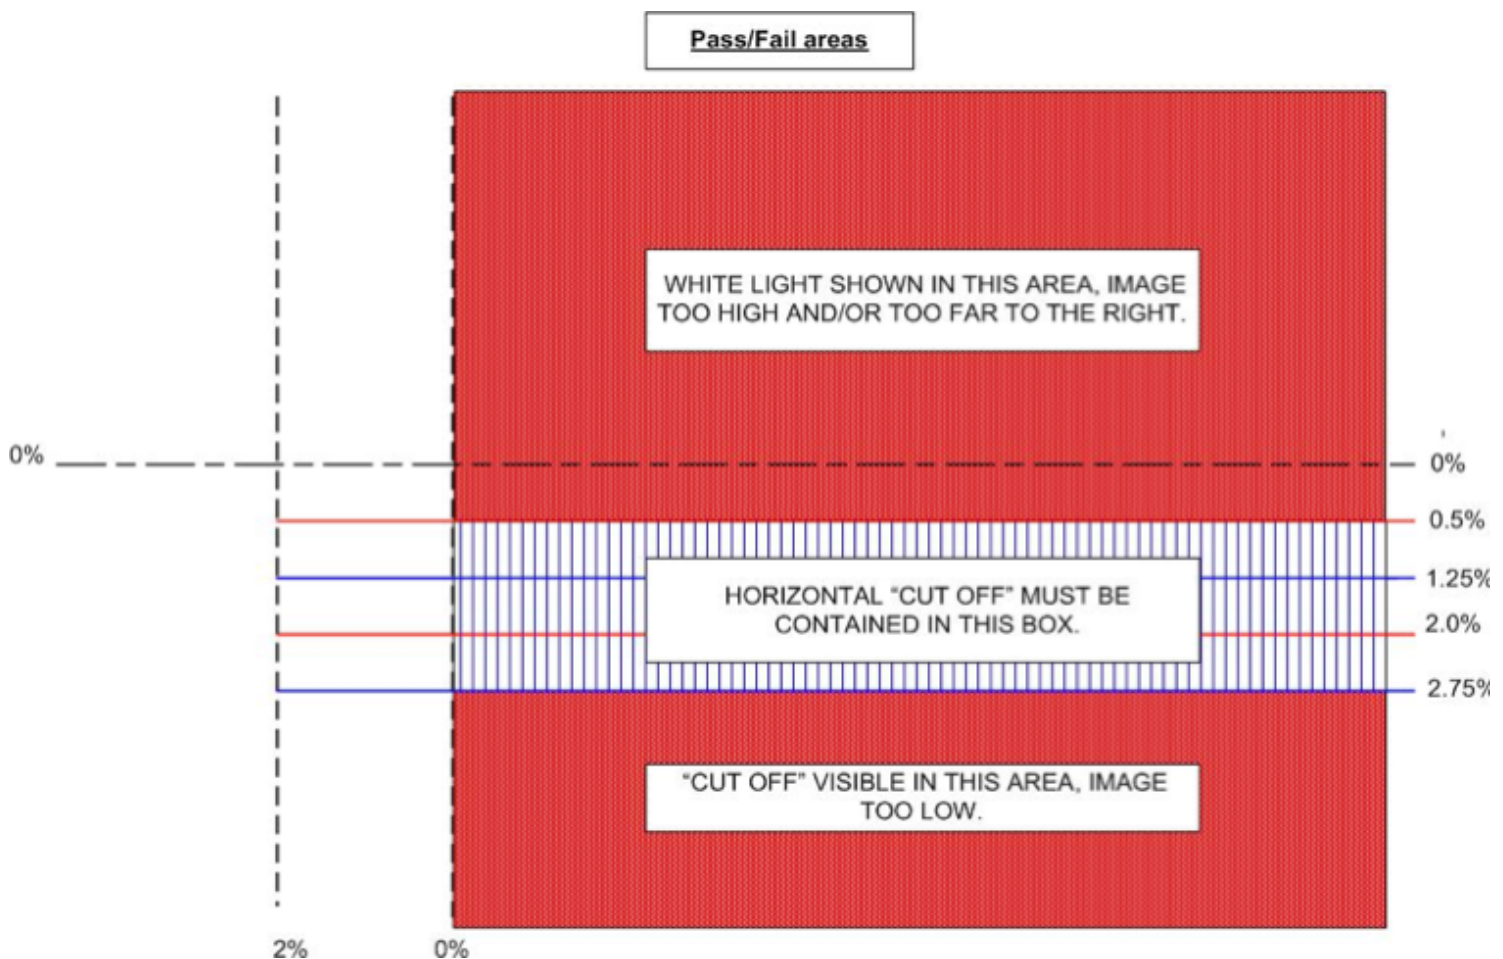 Pass/Fail areas
WHITE LIGHT SHOWN IN THIS AREA, IMAGE
TOO HIGH AND/OR TOO FAR TO THE RIGHT.
0%
0%
0.5%
1.25%
HORIZONTAL “CUT OFF” MUST BE
CONTAINED IN THIS BOX.
2.0%
2.75%
“CUT OFF” VISIBLE IN THIS AREA, IMAGE
TOO LOW.
2%
0%